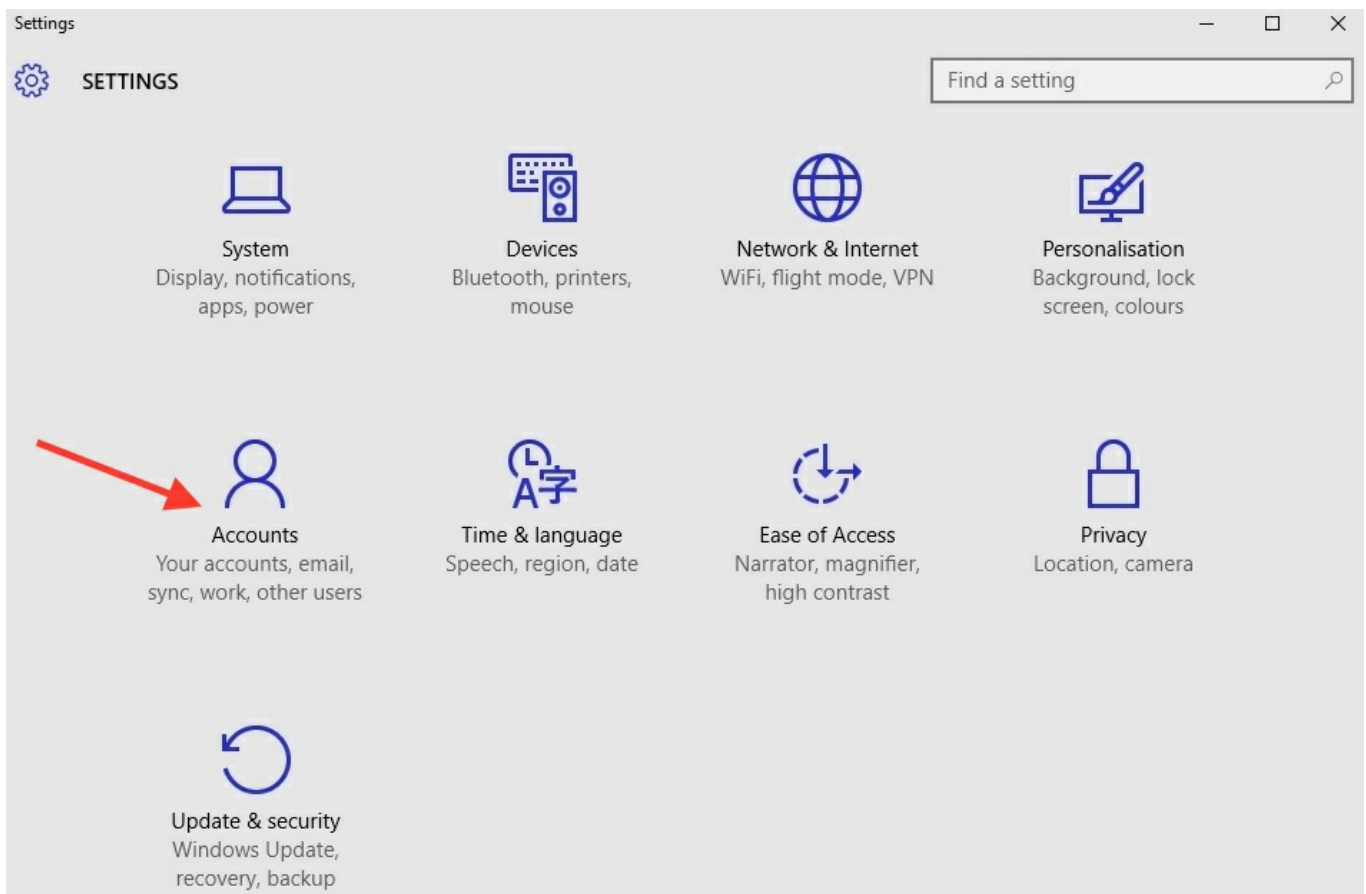 Settings
SETTINGS
Find a setting
System
Display, notifications,
apps, power
Devices
Bluetooth, printers,
mouse
Network & Internet
WiFi, flight mode, VPN
Personalisation
Background, lock
screen, colours
Accounts
Your accounts, email,
sync, work, other users
A字
Time & language
Speech, region, date
Ease of Access
Narrator, magnifier,
high contrast
Privacy
Location, camera
Update & security
Windows Update,
recovery, backup